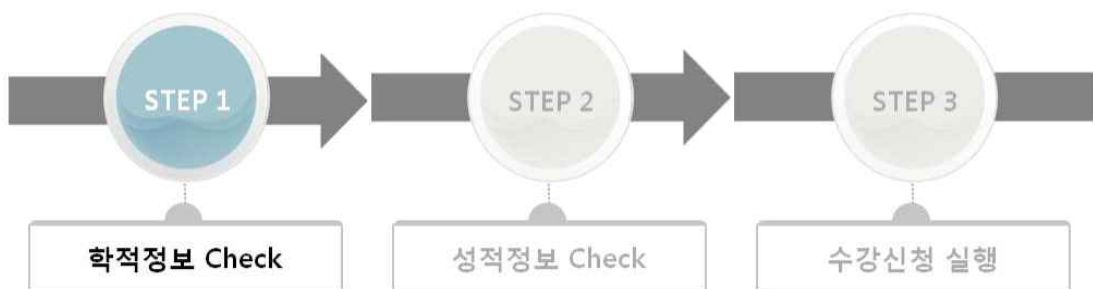 STEP 1
STEP 2
STEP 3
학적정보 Check
성적정보 Check
수강신청 실행